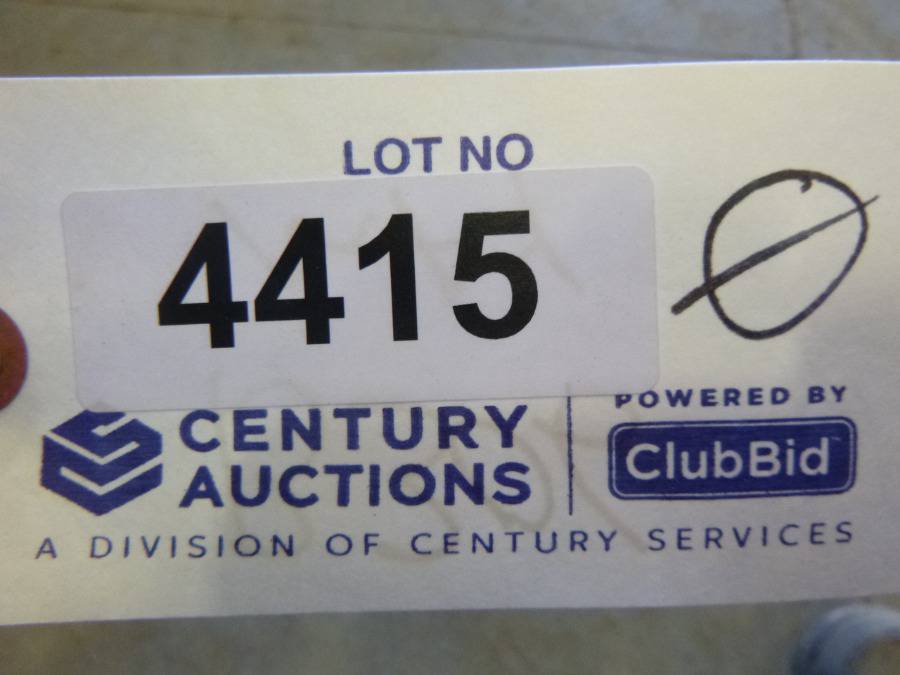 LOT NO
4415
Ø
CENTURY
AUCTIONS
POWERED BY
ClubBid
A DIVISION OF CENTURY SERVICES